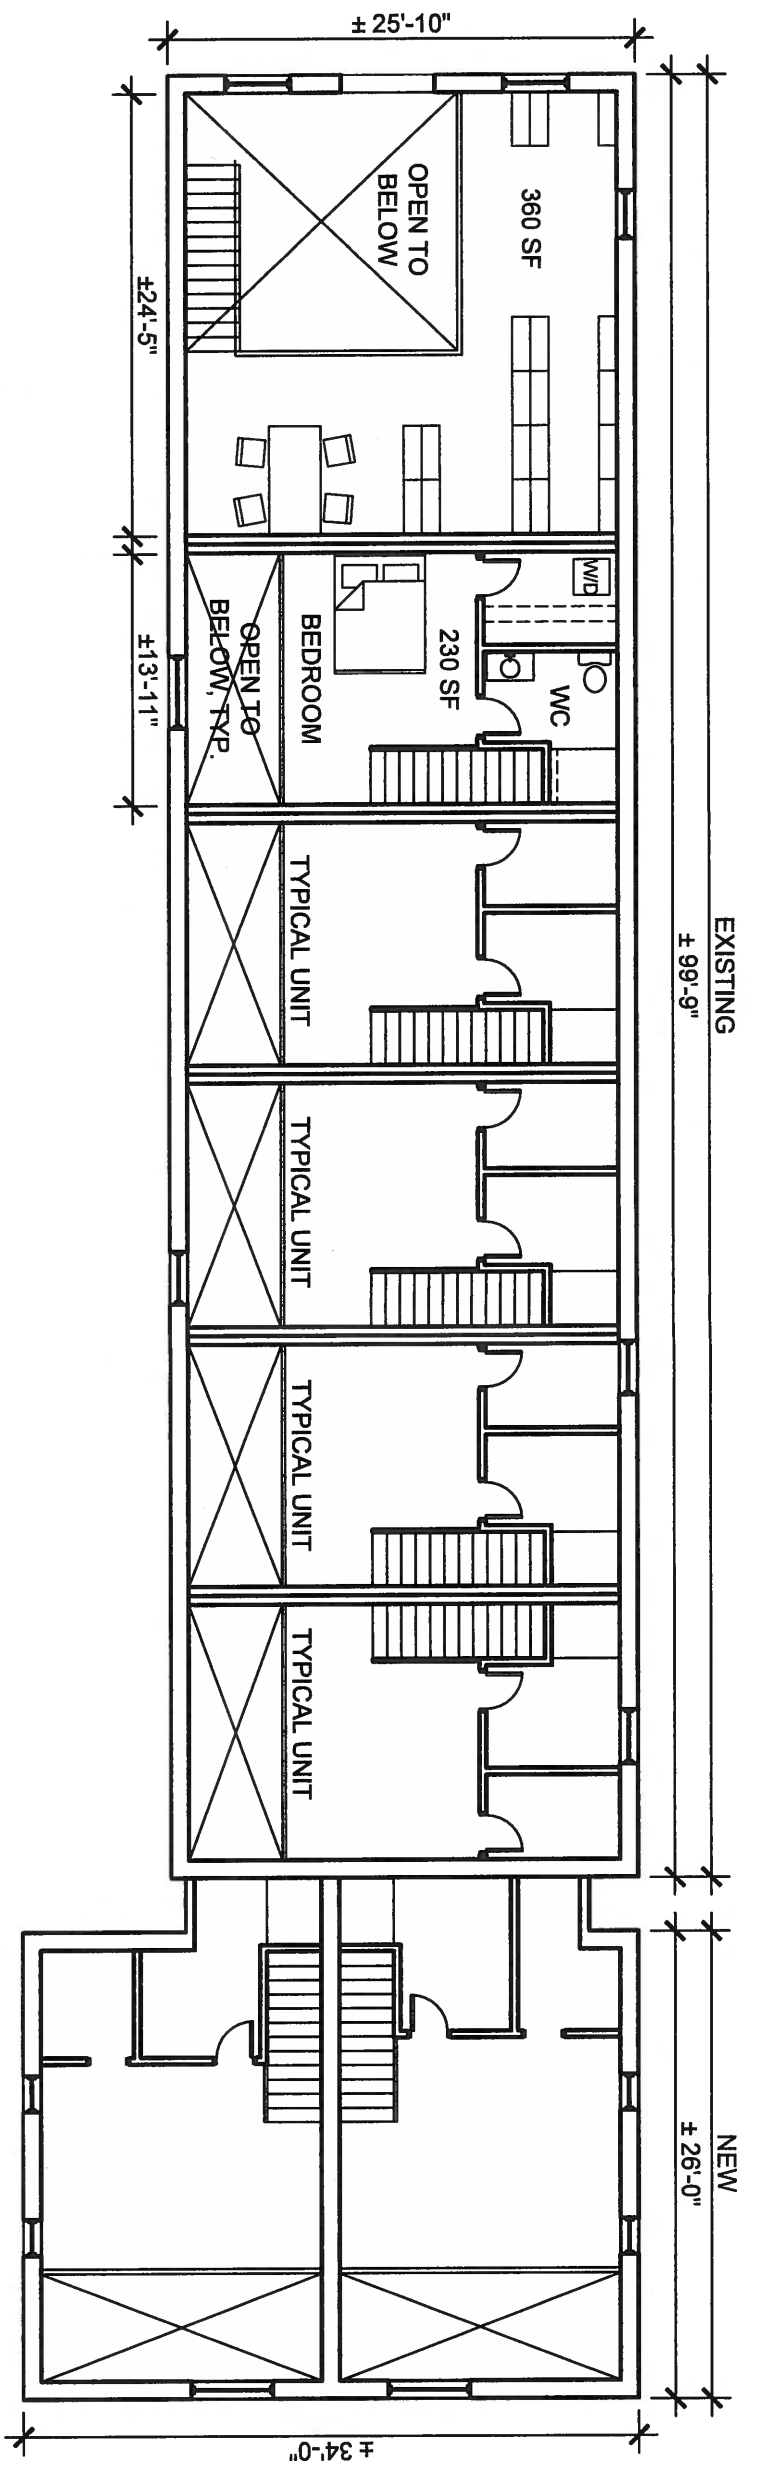 ± 25'-10"
EXISTING
± 99'-9"
OPEN TO
BELOW
360 SF
±24'-5"
W/D
WC
230 SF
BEDROOM
OPEN TO
BELOW, TYP.
±13'-11"
TYPICAL UNIT
TYPICAL UNIT
TYPICAL UNIT
TYPICAL UNIT
NEW
± 26'-0"
± 34'-0"